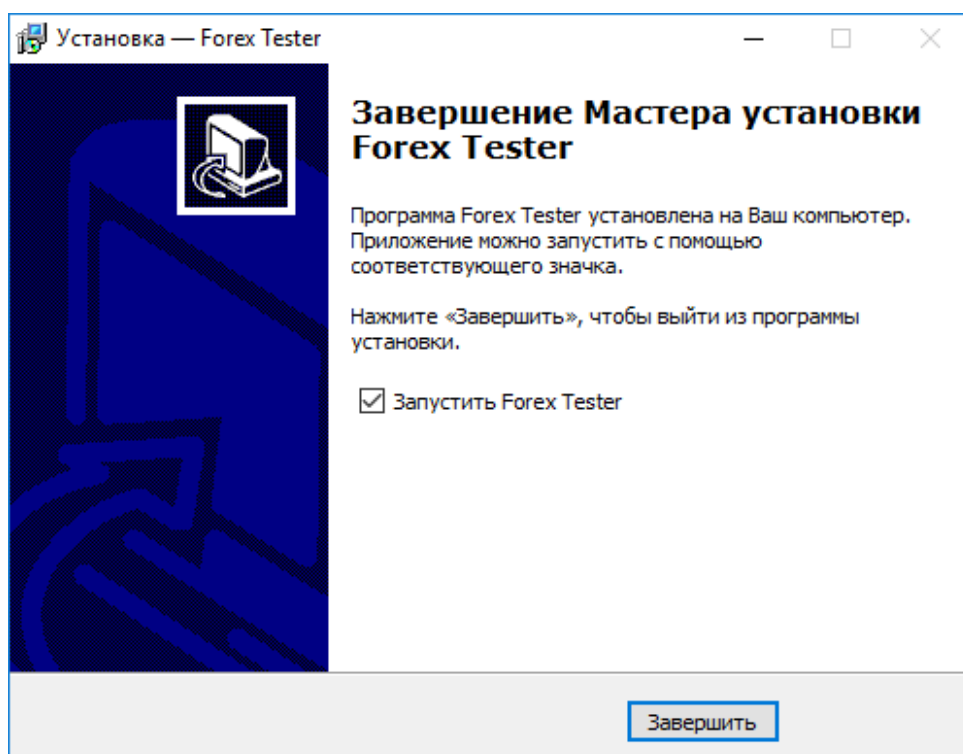 Установка — Forex Tester
Завершение Мастера установки
Forex Tester
Программа Forex Tester установлена на Ваш компьютер.
Приложение можно запустить с помощью
соответствующего значка.
Нажмите «Завершить», чтобы выйти из программы
установки.
Запустить Forex Tester
Завершить